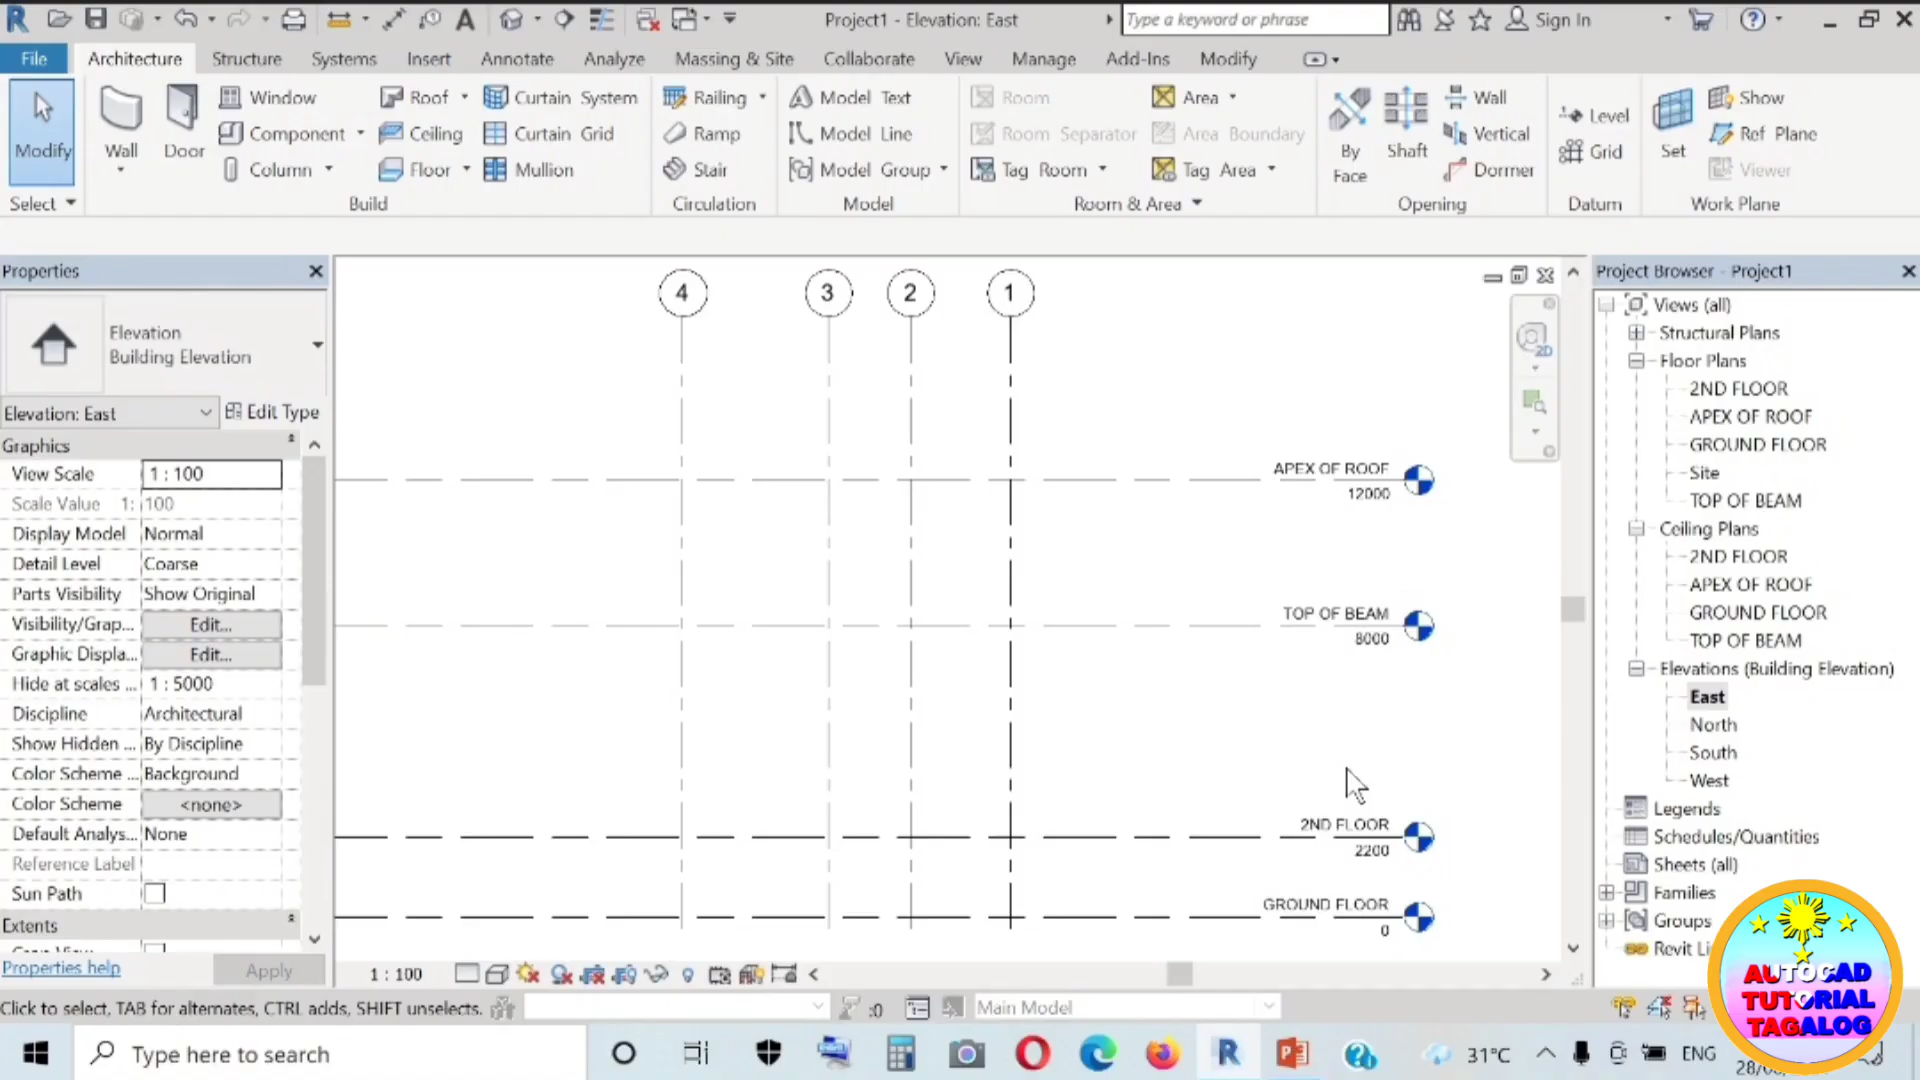 Project1 - Elevation: East
Type a keyword or phrase
Sign In
File Architecture Structure Systems Insert Annotate Analyze Massing & Site Collaborate View Manage Add-Ins Modify
Window Roof Curtain System Railing Model Text Room Area Wall Show
Component Ceiling Curtain Grid Ramp Model Line Room Separator Area Boundary Vertical Level Ref Plane
Modify Wall Door By Face Shaft Grid Set
Column Floor Mullion Stair Model Group Tag Room Tag Area Dormer Viewer
Select Build Circulation Model Room & Area Opening Datum Work Plane
Properties
Elevation
Building Elevation
Elevation: East Edit Type
Graphics
View Scale 1 : 100
Scale Value 1: 100
Display Model Normal
Detail Level Coarse
Parts Visibility Show Original
Visibility/Grap... Edit...
Graphic Displa... Edit...
Hide at scales ... 1 : 5000
Discipline Architectural
Show Hidden ... By Discipline
Color Scheme ... Background
Color Scheme <none>
Default Analys... None
Reference Label
Sun Path
Extents
Properties help Apply
4 3 2 1
APEX OF ROOF
12000
TOP OF BEAM
8000
2ND FLOOR
2200
GROUND FLOOR
0
2D
1 : 100
Project Browser - Project1
Views (all)
Structural Plans
Floor Plans
2ND FLOOR
APEX OF ROOF
GROUND FLOOR
Site
TOP OF BEAM
Ceiling Plans
2ND FLOOR
APEX OF ROOF
GROUND FLOOR
TOP OF BEAM
Elevations (Building Elevation)
East
North
South
West
Legends
Schedules/Quantities
Sheets (all)
Families
Groups
Revit Li
AUTOCAD
TUTORIAL
TAGALOG
Click to select, TAB for alternates, CTRL adds, SHIFT unselects.
:0
Main Model
Type here to search
31°C
ENG